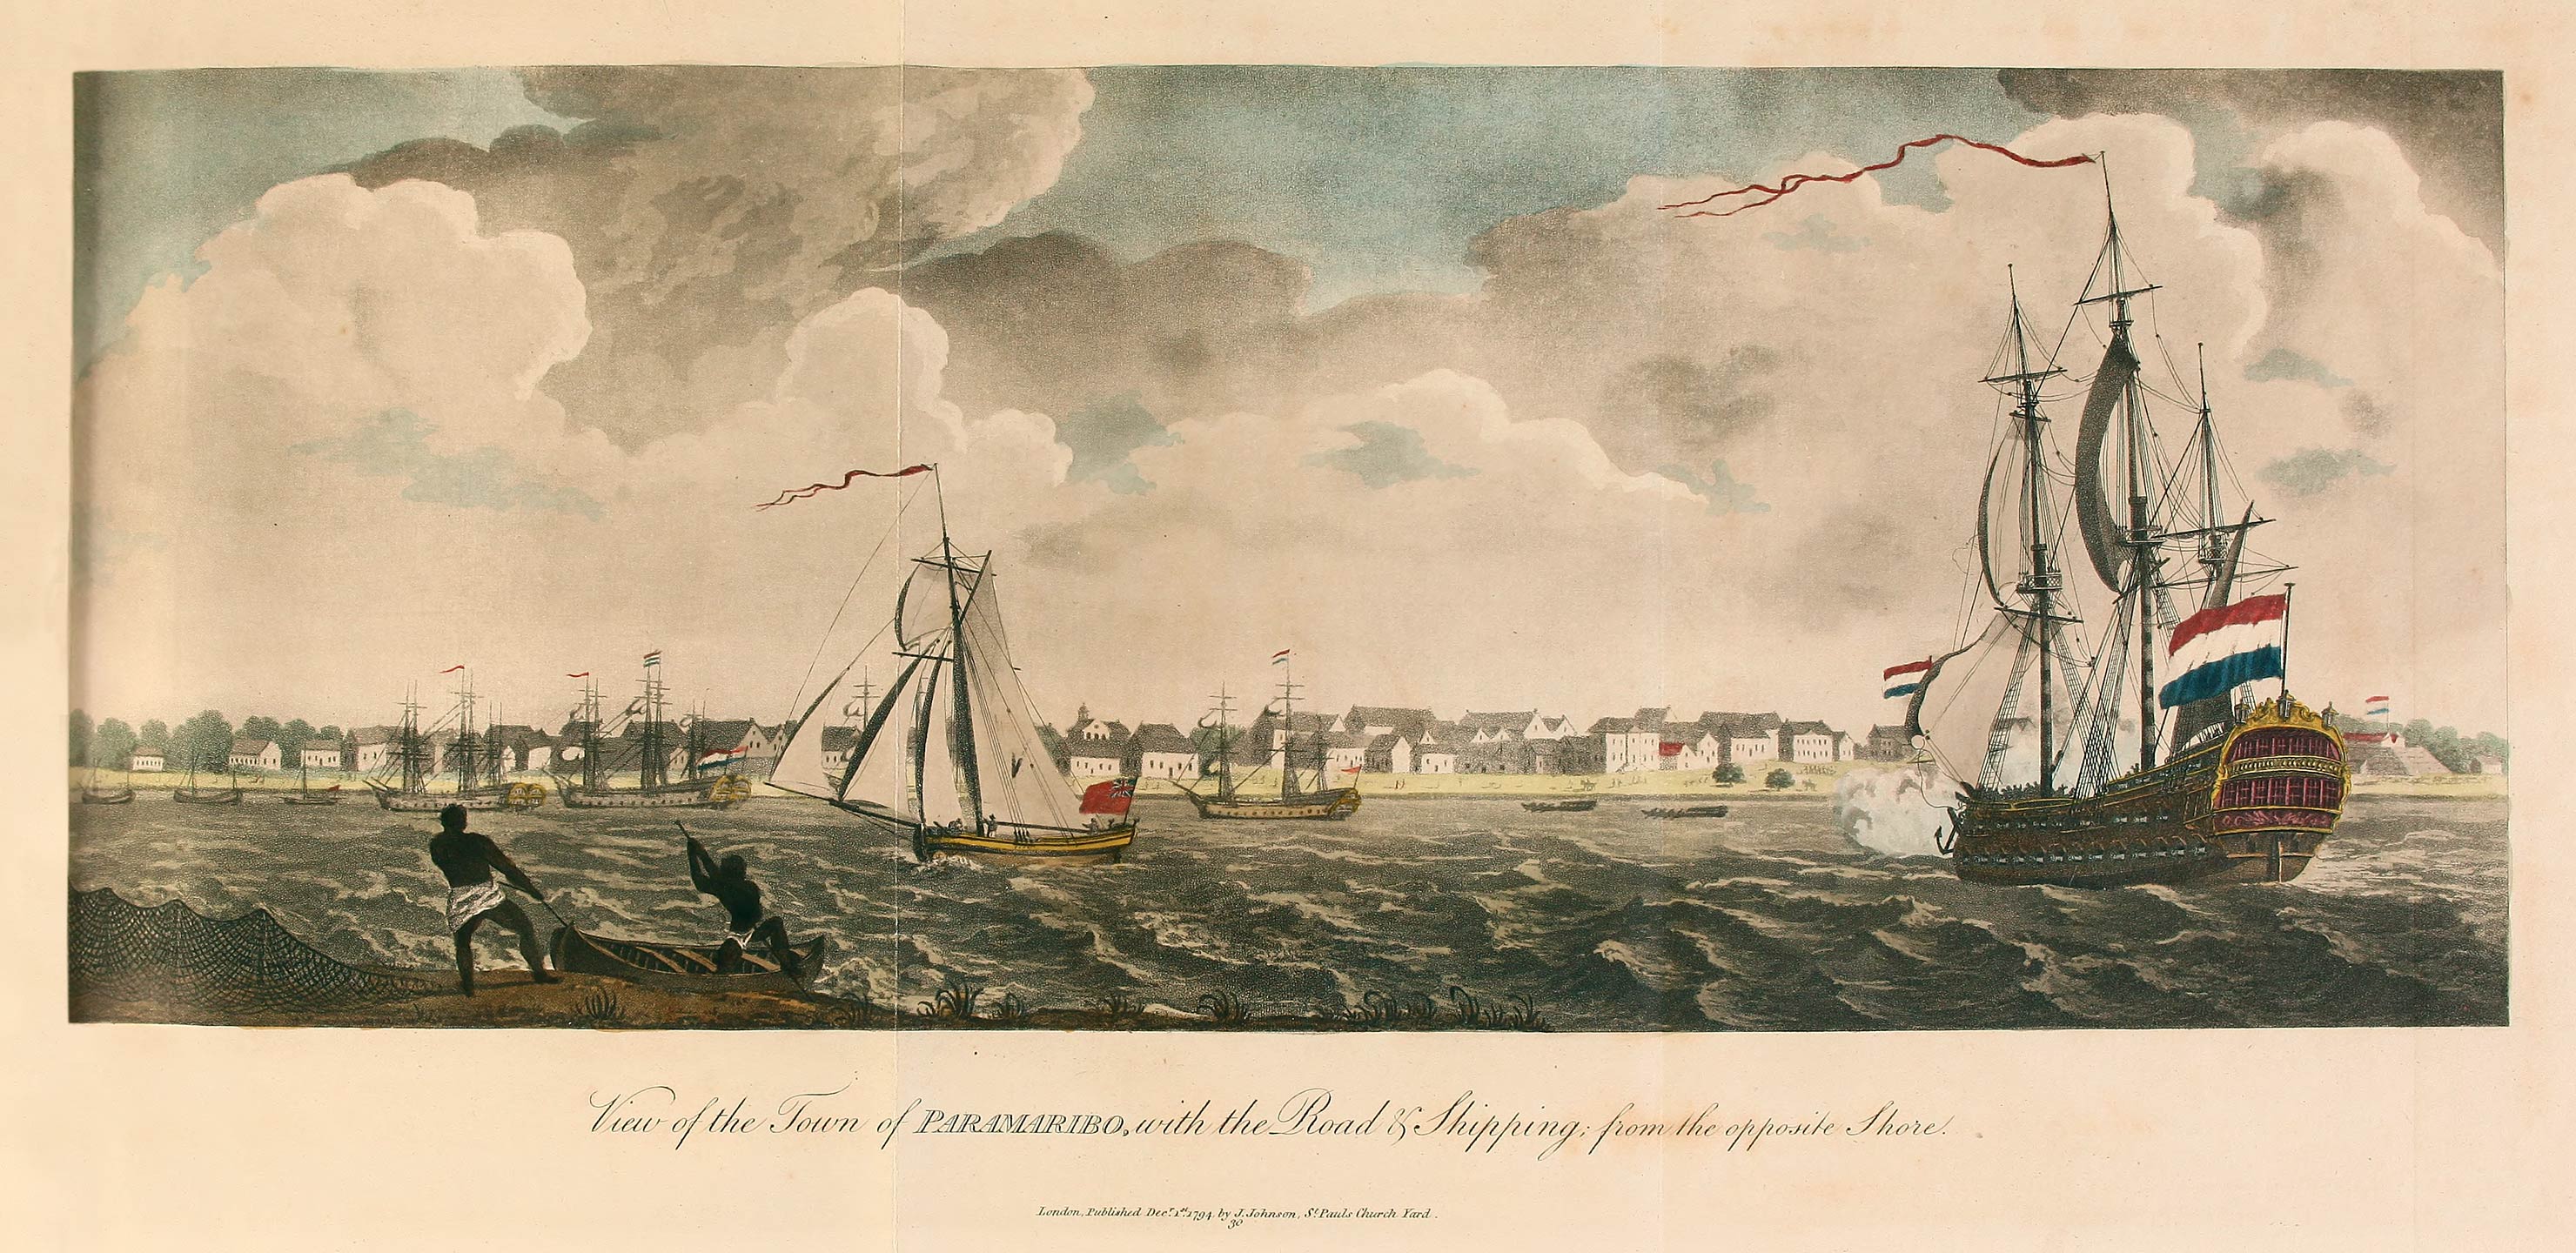 View of the Town of PARAMARIBO, with the Road & Shipping; from the opposite Shore.
London, Published Decr. 1st. 1794. by J. Johnson, St. Pauls Church Yard.
30